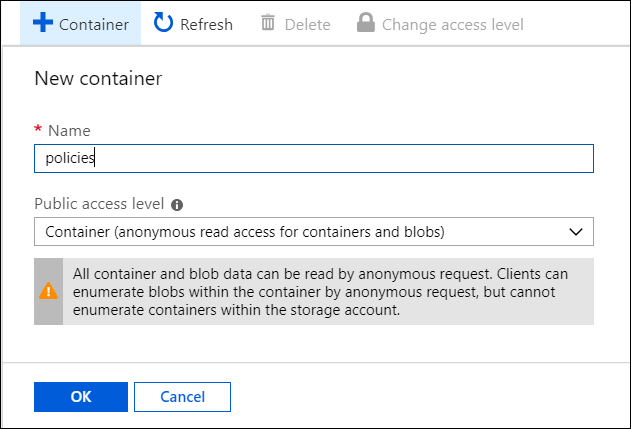 Container Refresh Delete Change access level
New container
* Name
policies
Public access level
Container (anonymous read access for containers and blobs)
All container and blob data can be read by anonymous request. Clients can
enumerate blobs within the container by anonymous request, but cannot
enumerate containers within the storage account.
OK Cancel